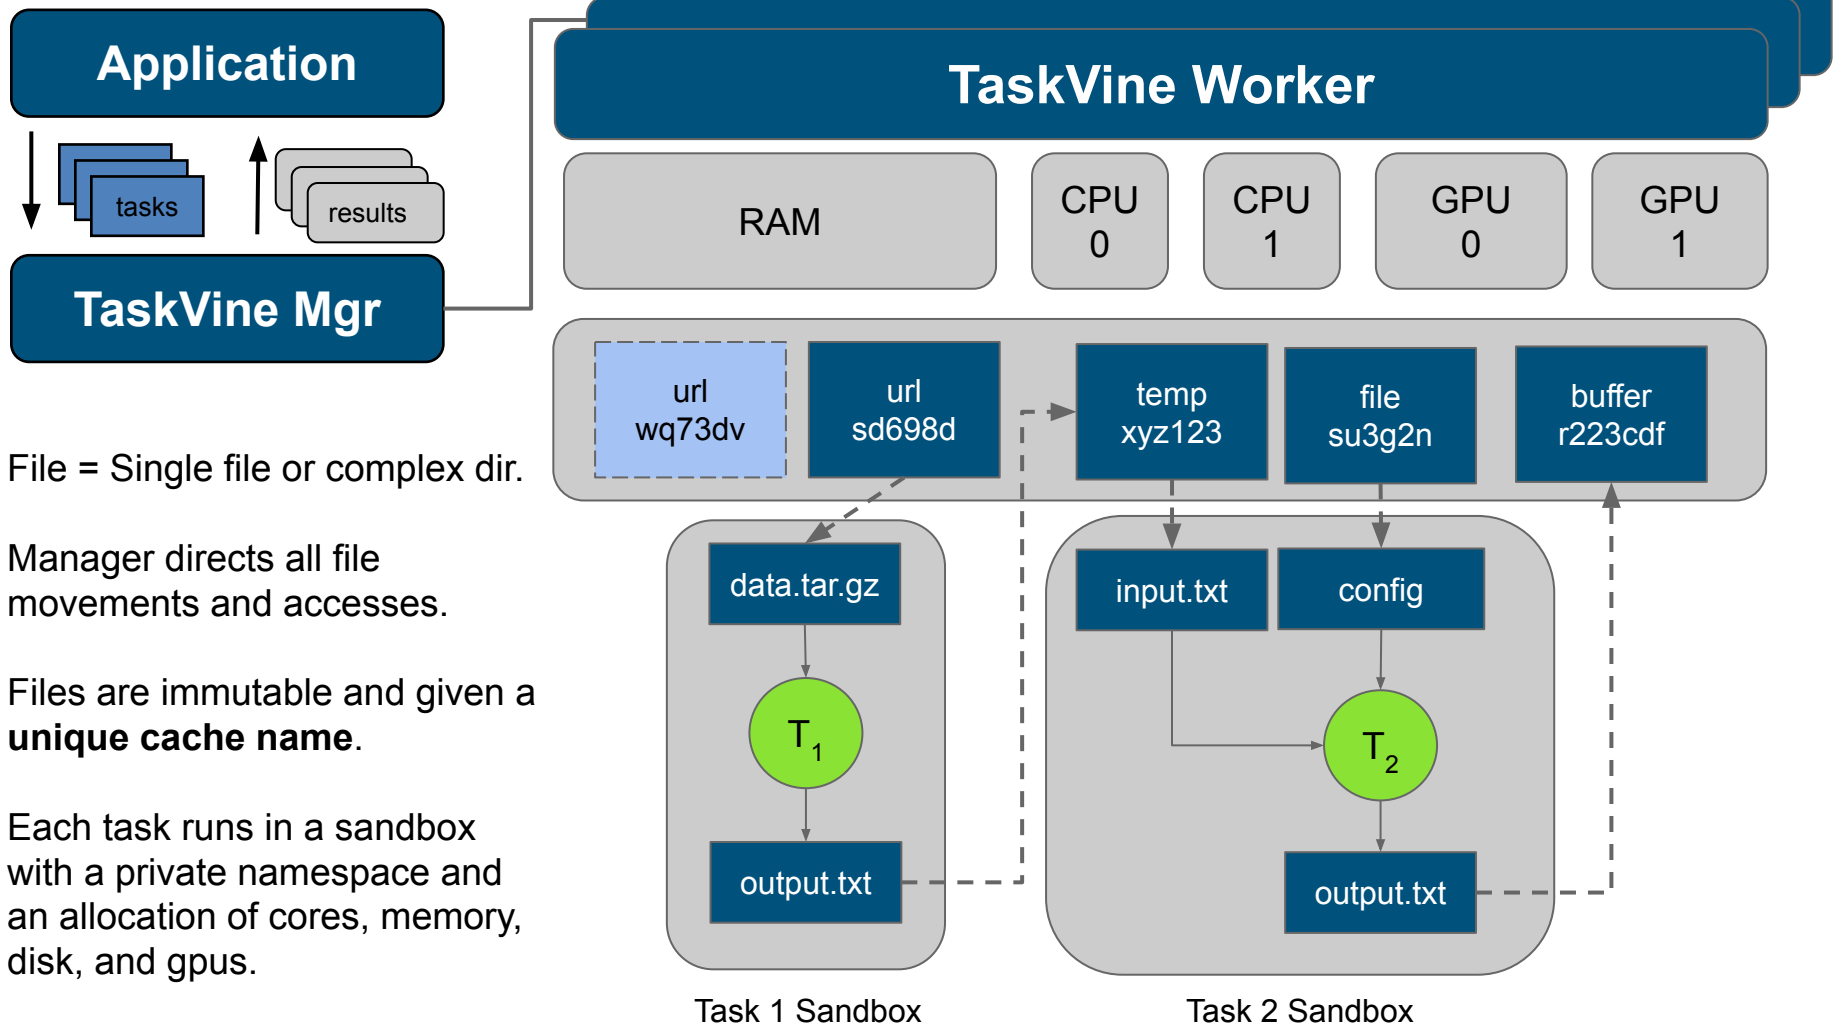 Application
tasks
results
TaskVine Mgr
TaskVine Worker
RAM
CPU
0
CPU
1
GPU
0
GPU
1
url
wq73dv
url
sd698d
temp
xyz123
file
su3g2n
buffer
r223cdf
File = Single file or complex dir.
Manager directs all file
movements and accesses.
Files are immutable and given a
unique cache name.
Each task runs in a sandbox
with a private namespace and
an allocation of cores, memory,
disk, and gpus.
data.tar.gz
T1
output.txt
Task 1 Sandbox
input.txt
config
T2
output.txt
Task 2 Sandbox